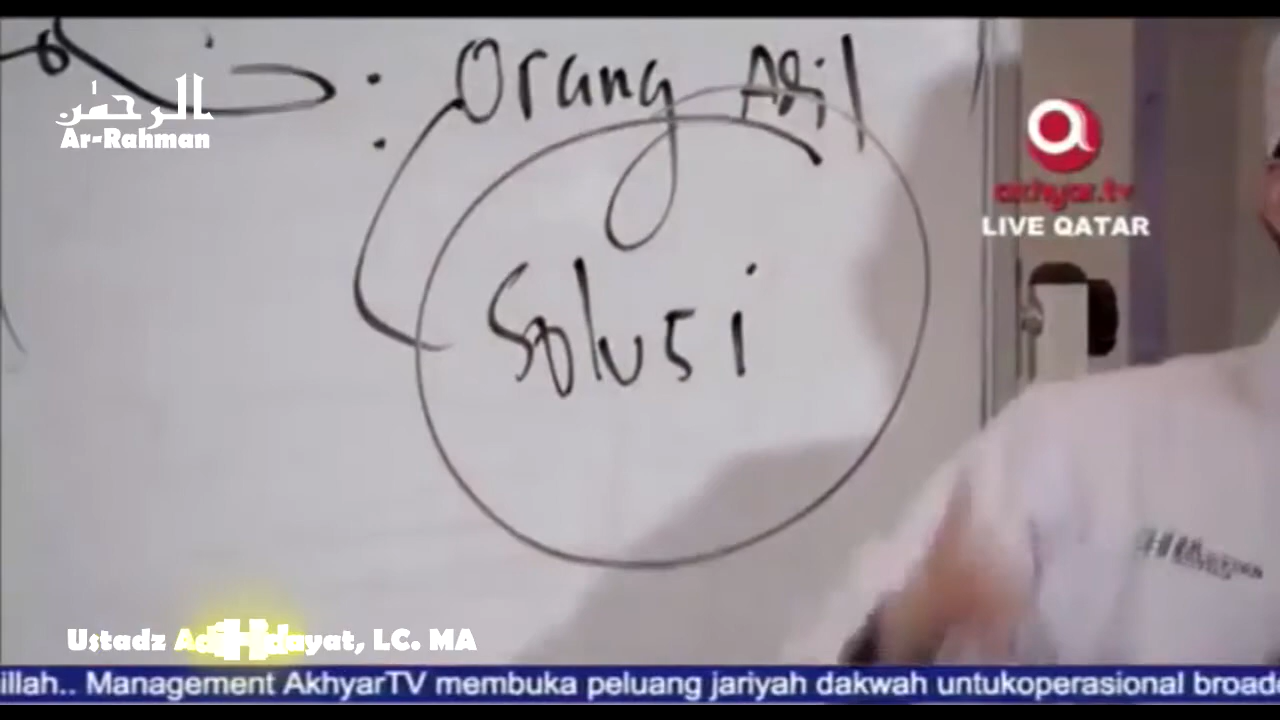 : Orang Adil
الرحمٰن
Ar-Rahman
akhyar.tv
LIVE QATAR
Solusi
Ustadz
dayat, LC. MA
illah.. Management AkhyarTV membuka peluang jariyah dakwah untukoperasional broad